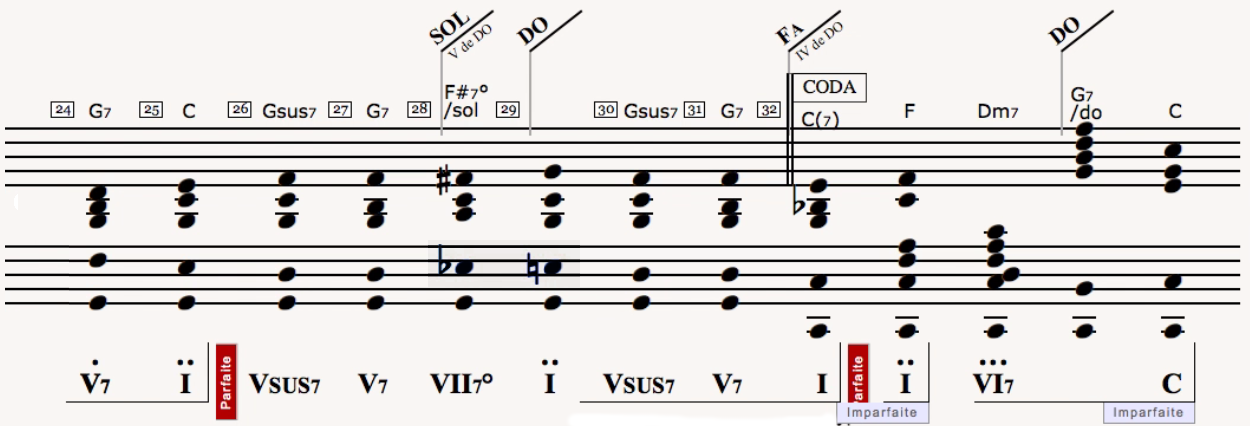 SOL
V de DO
DO
FA
IV de DO
DO
24 G7 25 C 26 Gsus7 27 G7 28 F#7° /sol 29 30 Gsus7 31 G7 32
CODA
C(7) F Dm7 G7 /do C
V7 I VSUS7 V7 VII7° I VSUS7 V7 I I VI7 C
Parfaite
arfaite
Imparfaite
Imparfaite